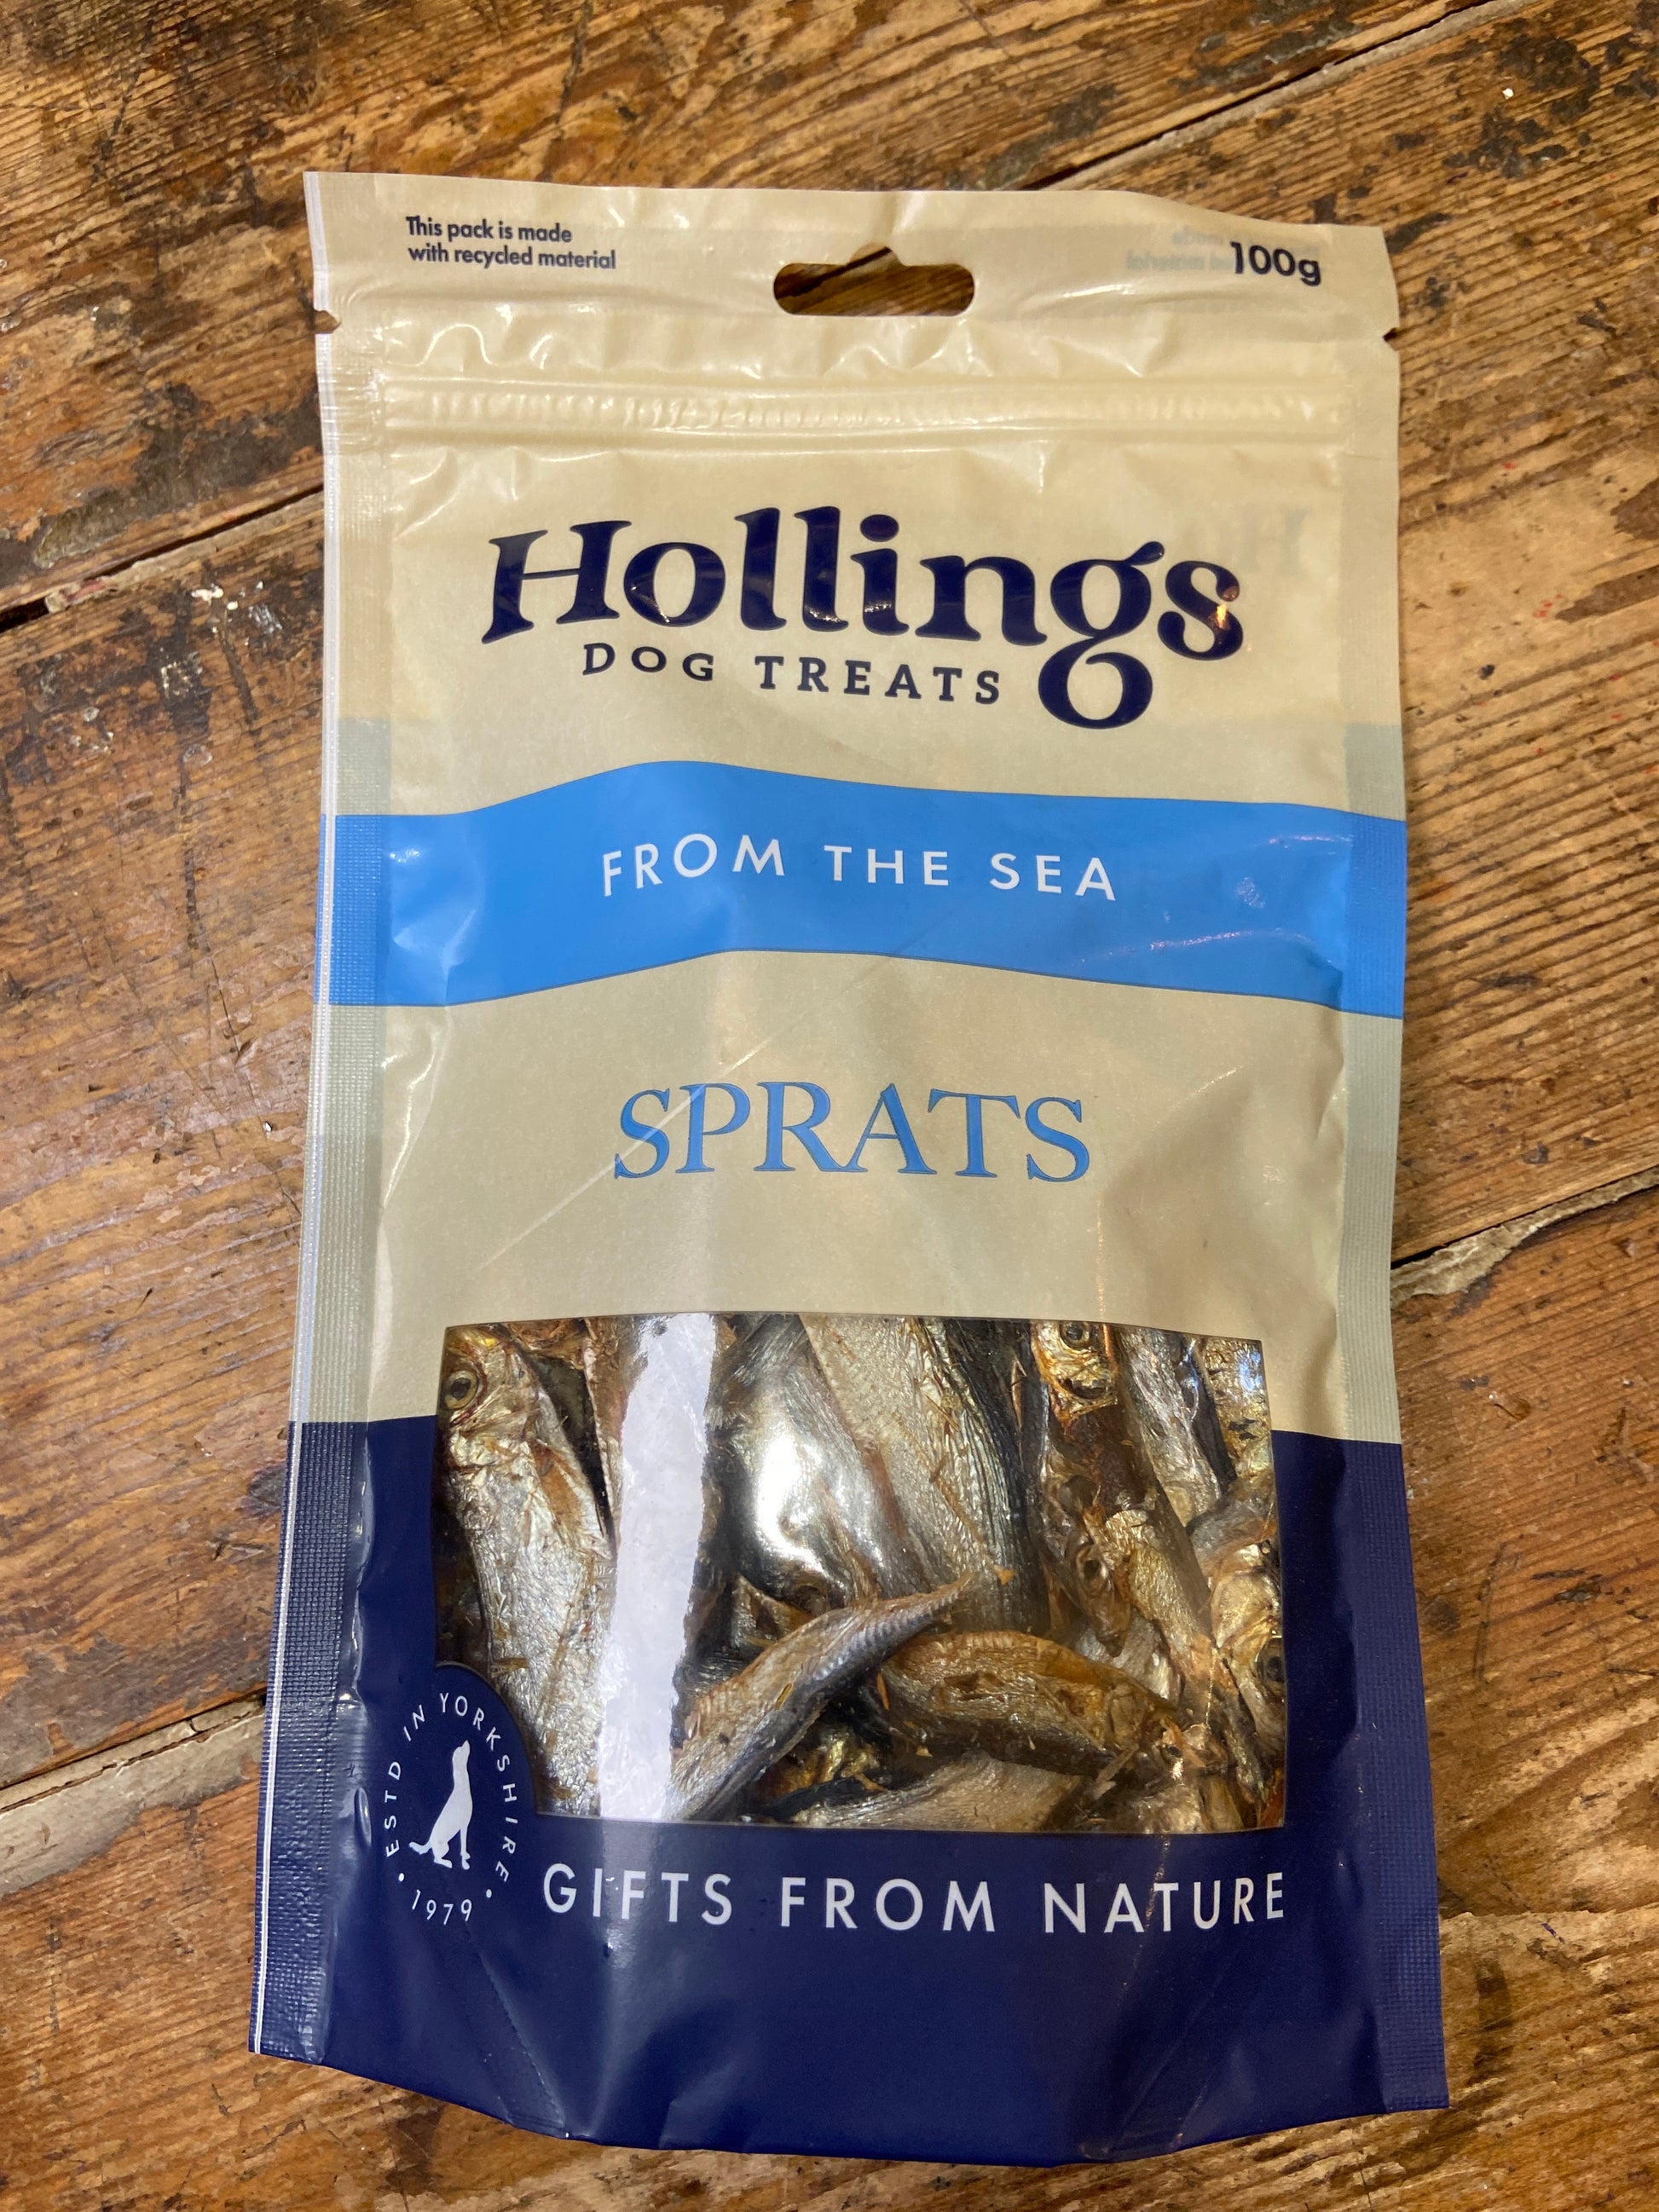 This pack is made
with recycled material
100g
Hollings
DOG TREATS
FROM THE SEA
SPRATS
ESTD IN YORKSHIRE
• 1979 •
GIFTS FROM NATURE